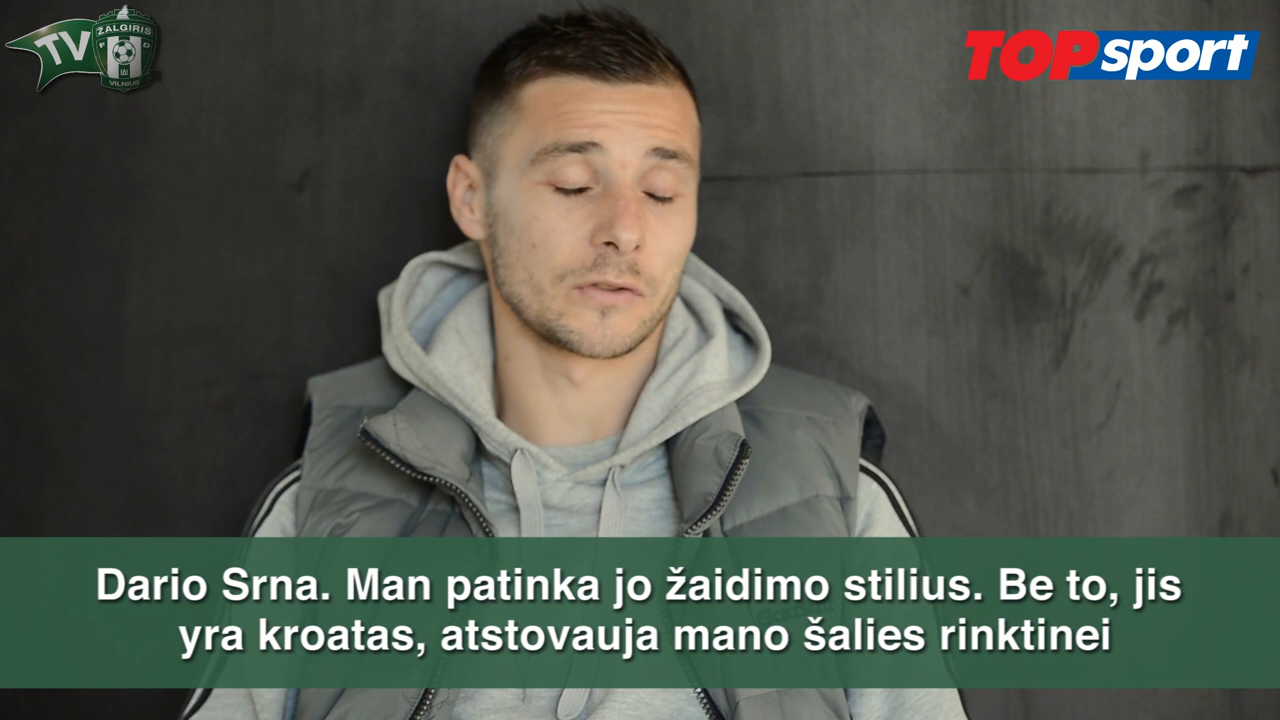 TV
ŽALGIRIS
F D
VILNIUS
TOPsport
Dario Srna. Man patinka jo žaidimo stilius. Be to, jis
yra kroatas, atstovauja mano šalies rinktinei